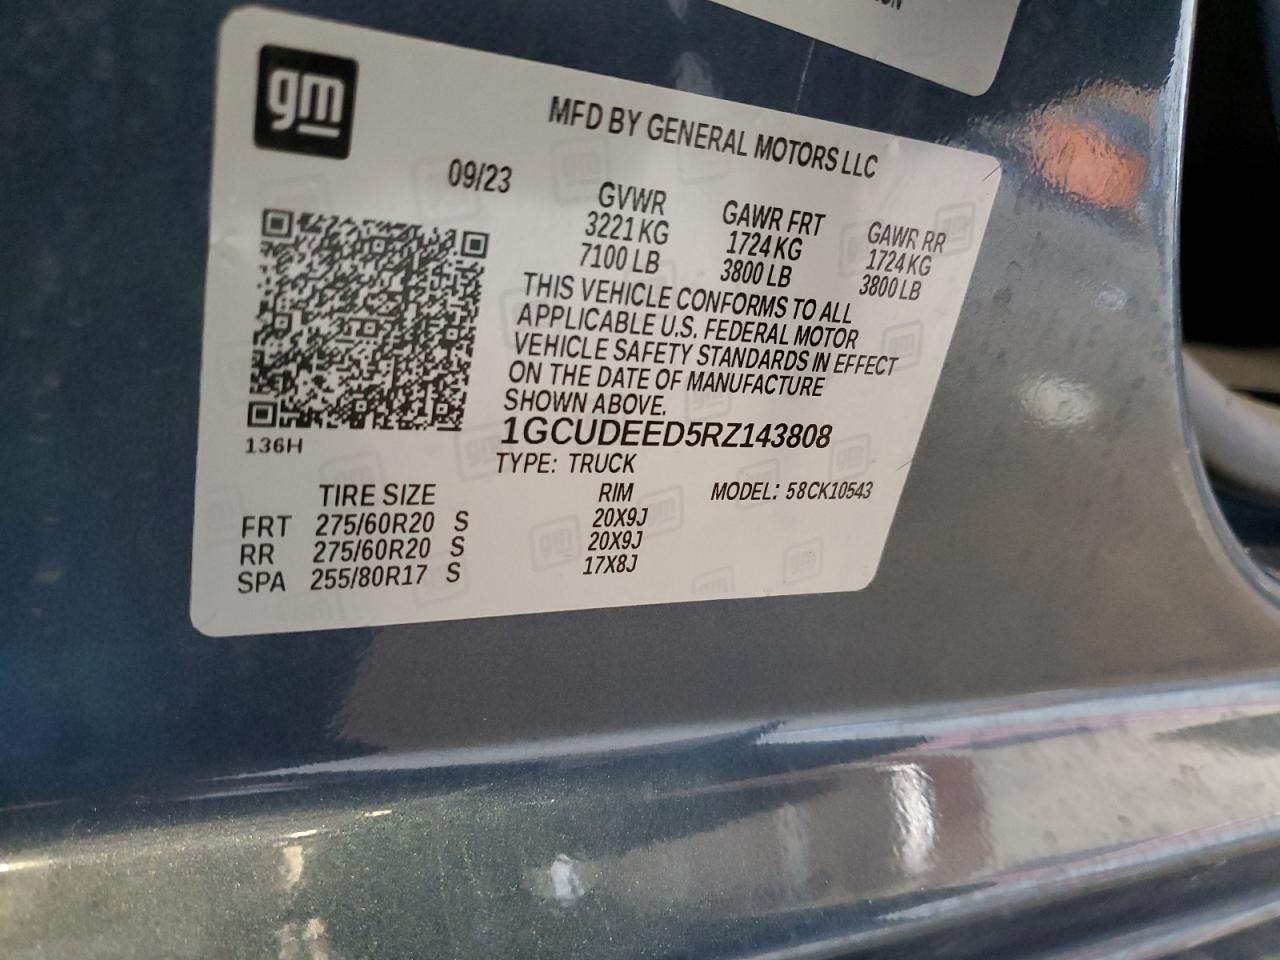 gm
MFD BY GENERAL MOTORS LLC
09/23
GVWR GAWR FRT GAWR RR
3221 KG 1724 KG 1724 KG
7100 LB 3800 LB 3800 LB
THIS VEHICLE CONFORMS TO ALL
APPLICABLE U.S. FEDERAL MOTOR
VEHICLE SAFETY STANDARDS IN EFFECT
ON THE DATE OF MANUFACTURE
SHOWN ABOVE.
1GCUDEED5RZ143808
136H
TYPE: TRUCK
TIRE SIZE RIM MODEL: 58CK10543
FRT 275/60R20 S 20X9J
RR 275/60R20 S 20X9J
SPA 255/80R17 S 17X8J